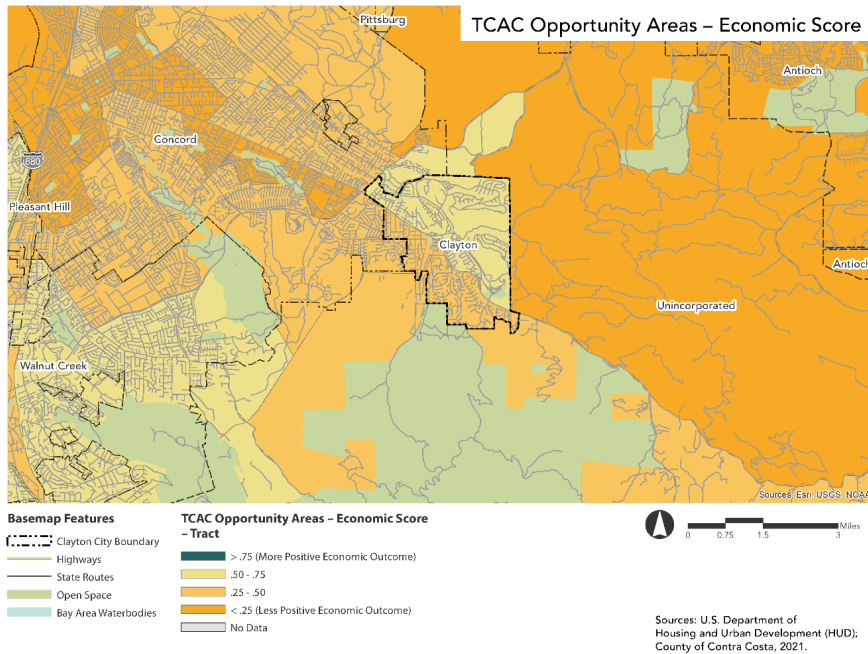 TCAC Opportunity Areas – Economic Score
Pittsburg
Antioch
Concord
680
Pleasant Hill
Clayton
Antioch
Unincorporated
Walnut Creek
Sources: Esri, USGS, NOAA
Basemap Features
Clayton City Boundary
Highways
State Routes
Open Space
Bay Area Waterbodies
TCAC Opportunity Areas – Economic Score
– Tract
> .75 (More Positive Economic Outcome)
.50 - .75
.25 - .50
< .25 (Less Positive Economic Outcome)
No Data
0 0.75 1.5 3 Miles
Sources: U.S. Department of
Housing and Urban Development (HUD);
County of Contra Costa, 2021.